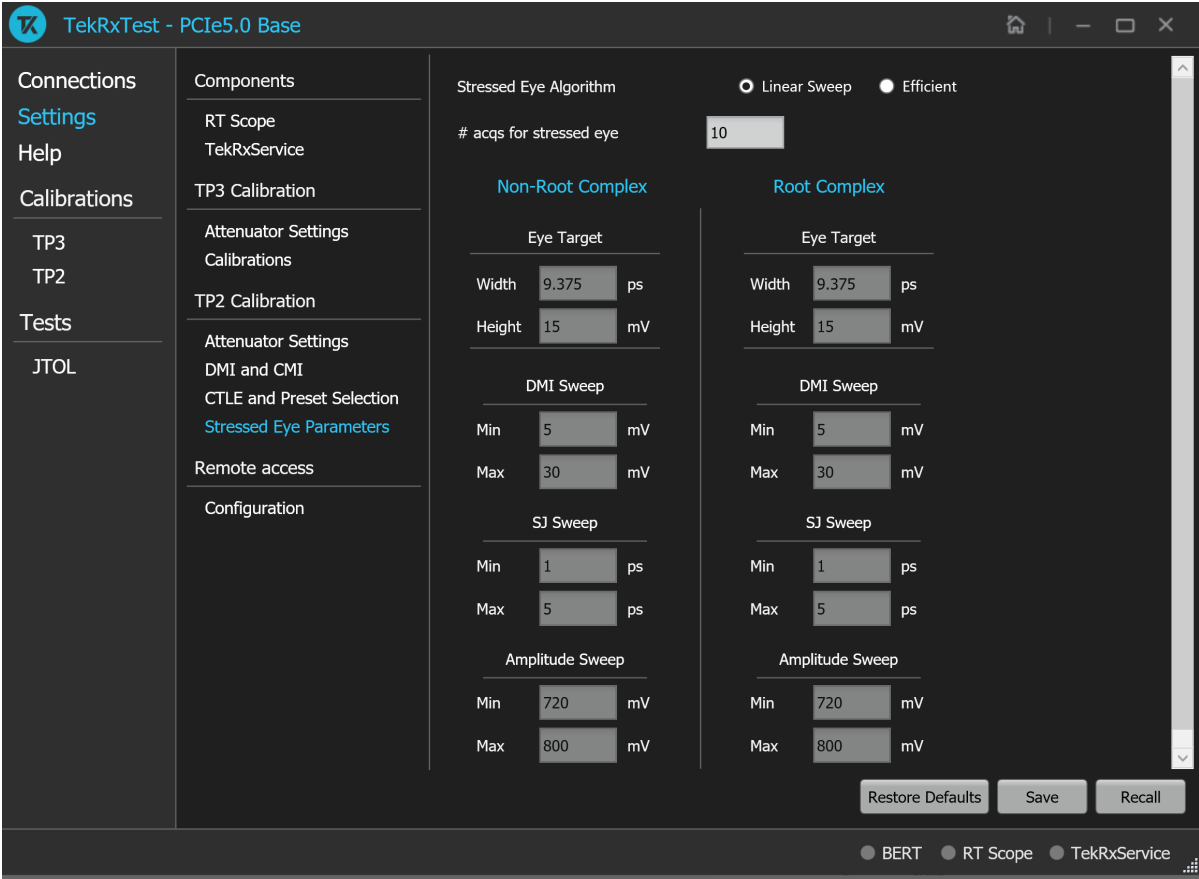 TekRxTest - PCIe5.0 Base
Connections
Settings
Help
Calibrations
TP3
TP2
Tests
JTOL
Components
RT Scope
TekRxService
TP3 Calibration
Attenuator Settings
Calibrations
TP2 Calibration
Attenuator Settings
DMI and CMI
CTLE and Preset Selection
Stressed Eye Parameters
Remote access
Configuration
Stressed Eye Algorithm Linear Sweep Efficient
# acqs for stressed eye 10
Non-Root Complex
Eye Target
Width 9.375 ps
Height 15 mV
DMI Sweep
Min 5 mV
Max 30 mV
SJ Sweep
Min 1 ps
Max 5 ps
Amplitude Sweep
Min 720 mV
Max 800 mV
Root Complex
Eye Target
Width 9.375 ps
Height 15 mV
DMI Sweep
Min 5 mV
Max 30 mV
SJ Sweep
Min 1 ps
Max 5 ps
Amplitude Sweep
Min 720 mV
Max 800 mV
Restore Defaults Save Recall
BERT RT Scope TekRxService